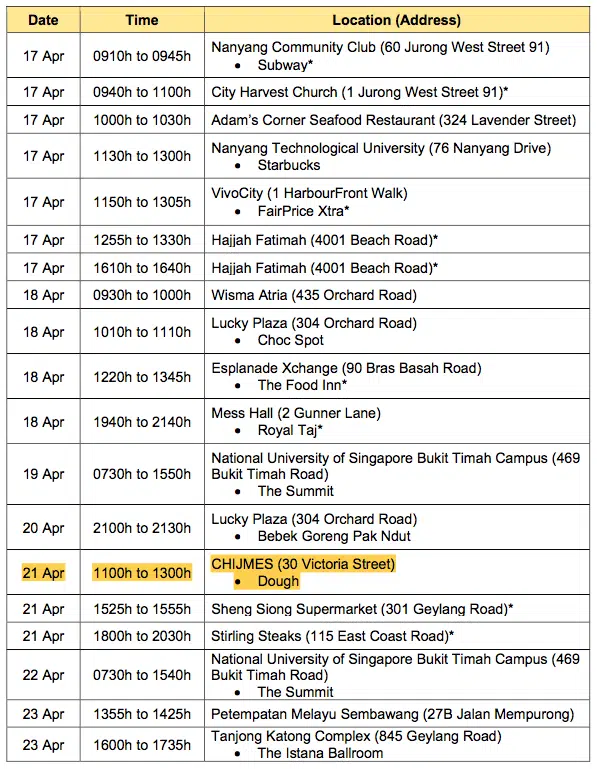 Date Time Location (Address)
17 Apr 0910h to 0945h Nanyang Community Club (60 Jurong West Street 91)
• Subway*
17 Apr 0940h to 1100h City Harvest Church (1 Jurong West Street 91)*
17 Apr 1000h to 1030h Adam's Corner Seafood Restaurant (324 Lavender Street)
17 Apr 1130h to 1300h Nanyang Technological University (76 Nanyang Drive)
• Starbucks
17 Apr 1150h to 1305h VivoCity (1 HarbourFront Walk)
• FairPrice Xtra*
17 Apr 1255h to 1330h Hajjah Fatimah (4001 Beach Road)*
17 Apr 1610h to 1640h Hajjah Fatimah (4001 Beach Road)*
18 Apr 0930h to 1000h Wisma Atria (435 Orchard Road)
18 Apr 1010h to 1110h Lucky Plaza (304 Orchard Road)
• Choc Spot
18 Apr 1220h to 1345h Esplanade Xchange (90 Bras Basah Road)
• The Food Inn*
18 Apr 1940h to 2140h Mess Hall (2 Gunner Lane)
• Royal Taj*
19 Apr 0730h to 1550h National University of Singapore Bukit Timah Campus (469
Bukit Timah Road)
• The Summit
20 Apr 2100h to 2130h Lucky Plaza (304 Orchard Road)
• Bebek Goreng Pak Ndut
21 Apr 1100h to 1300h CHIJMES (30 Victoria Street)
• Dough
21 Apr 1525h to 1555h Sheng Siong Supermarket (301 Geylang Road)*
21 Apr 1800h to 2030h Stirling Steaks (115 East Coast Road)*
22 Apr 0730h to 1540h National University of Singapore Bukit Timah Campus (469
Bukit Timah Road)
• The Summit
23 Apr 1355h to 1425h Petempatan Melayu Sembawang (27B Jalan Mempurong)
23 Apr 1600h to 1735h Tanjong Katong Complex (845 Geylang Road)
• The Istana Ballroom